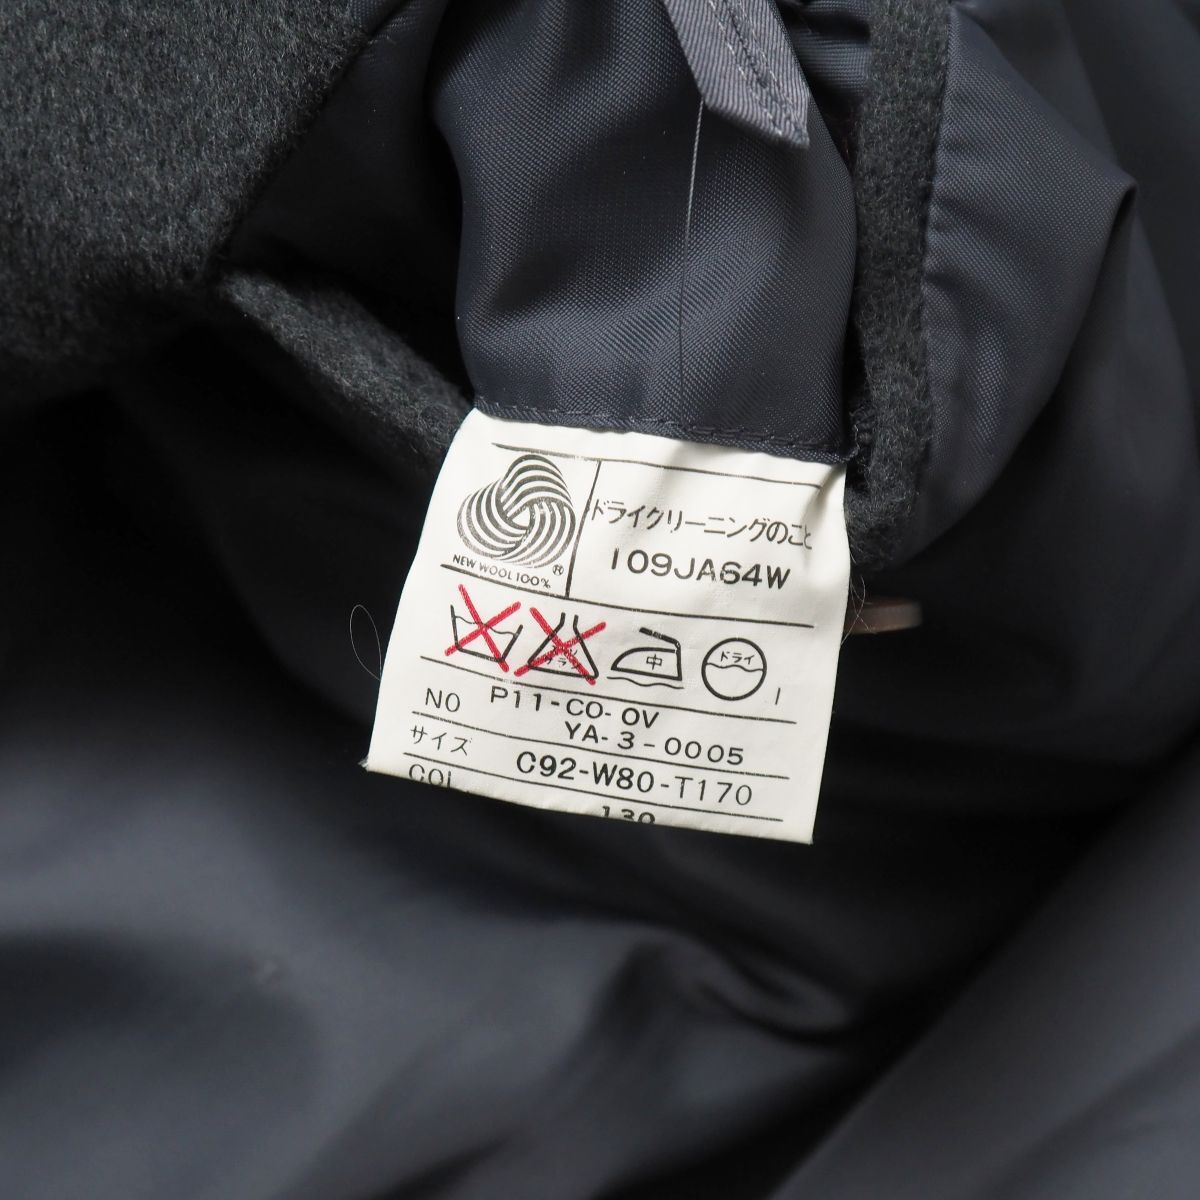 ドライクリーニングのこと
NEW WOOL 100% ®
109JA64W
中
ドライ
NO P11-CO-OV
YA-3-0005
サイズ C92-W80-T170
COL 130